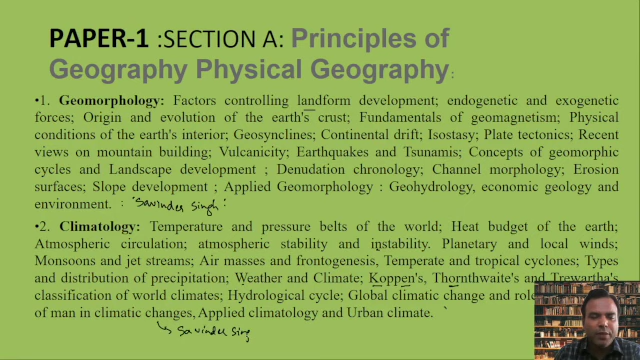 PAPER-1 :SECTION A: Principles of
Geography Physical Geography:
•1. Geomorphology: Factors controlling landform development; endogenetic and exogenetic
forces; Origin and evolution of the earth's crust; Fundamentals of geomagnetism; Physical
conditions of the earth's interior; Geosynclines; Continental drift; Isostasy; Plate tectonics; Recent
views on mountain building; Vulcanicity; Earthquakes and Tsunamis; Concepts of geomorphic
cycles and Landscape development ; Denudation chronology; Channel morphology; Erosion
surfaces; Slope development ; Applied Geomorphology : Geohydrology, economic geology and
environment. : Savinder Singh :
•2. Climatology: Temperature and pressure belts of the world; Heat budget of the earth;
Atmospheric circulation; atmospheric stability and instability. Planetary and local winds;
Monsoons and jet streams; Air masses and frontogenesis, Temperate and tropical cyclones; Types
and distribution of precipitation; Weather and Climate; Koppen's, Thornthwaite's and Trewartha's
classification of world climates; Hydrological cycle; Global climatic change and role
of man in climatic changes, Applied climatology and Urban climate.
↳ Savinder Sing